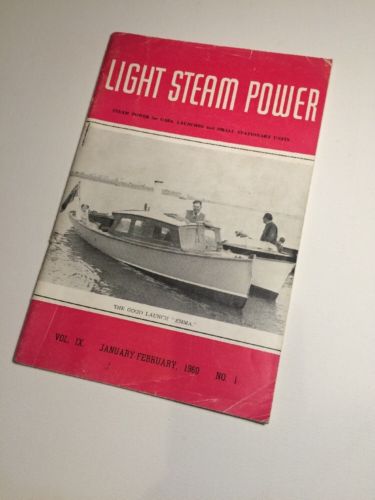 LIGHT STEAM POWER
STEAM POWER for CARS, LAUNCHES and SMALL STATIONARY UNITS
THE GOOD LAUNCH "EMMA."
VOL. IX. JANUARY-FEBRUARY, 1960 NO. 1